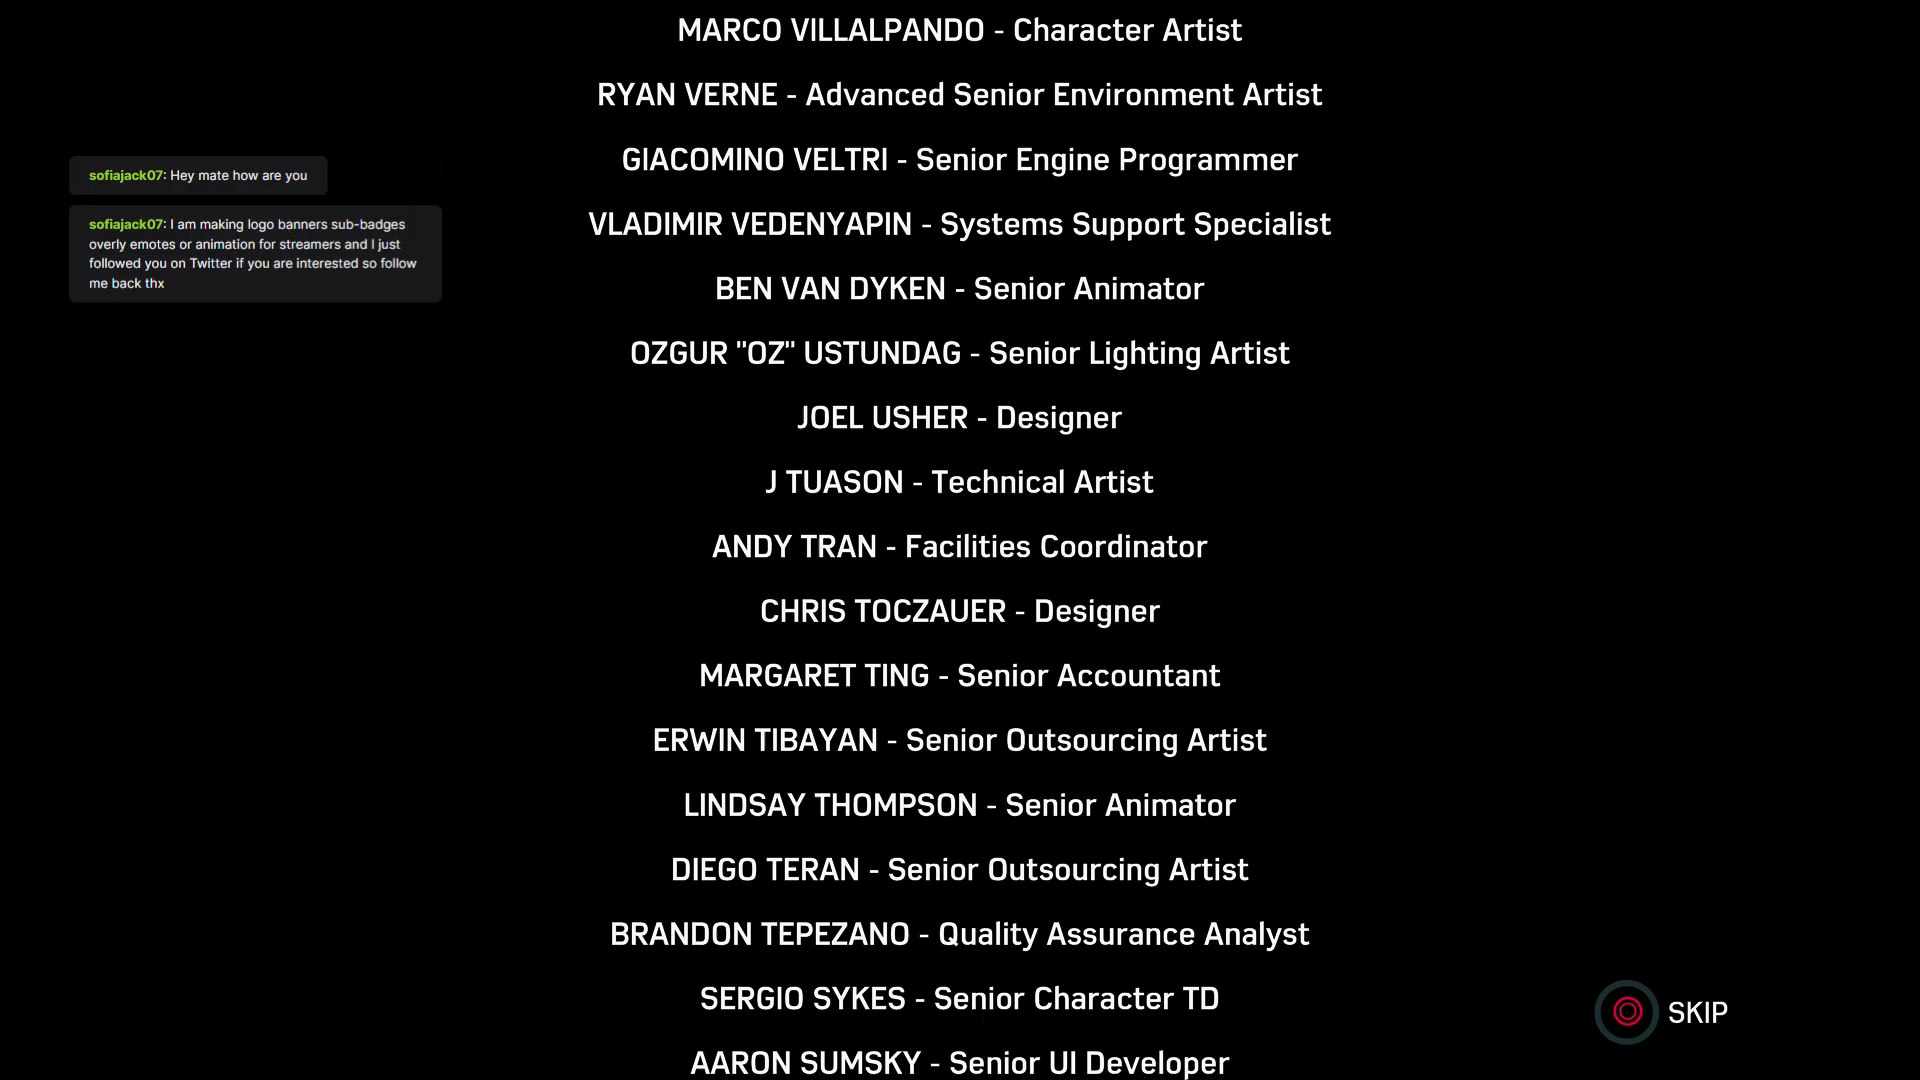 MARCO VILLALPANDO - Character Artist
RYAN VERNE - Advanced Senior Environment Artist
GIACOMINO VELTRI - Senior Engine Programmer
sofiajack07: Hey mate how are you
VLADIMIR VEDENYAPIN - Systems Support Specialist
sofiajack07: I am making logo banners sub-badges
overly emotes or animation for streamers and I just
followed you on Twitter if you are interested so follow
me back thx
BEN VAN DYKEN - Senior Animator
OZGUR "OZ" USTUNDAG - Senior Lighting Artist
JOEL USHER - Designer
J TUASON - Technical Artist
ANDY TRAN - Facilities Coordinator
CHRIS TOCZAUER - Designer
MARGARET TING - Senior Accountant
ERWIN TIBAYAN - Senior Outsourcing Artist
LINDSAY THOMPSON - Senior Animator
DIEGO TERAN - Senior Outsourcing Artist
BRANDON TEPEZANO - Quality Assurance Analyst
SERGIO SYKES - Senior Character TD
SKIP
AARON SUMSKY - Senior UI Developer